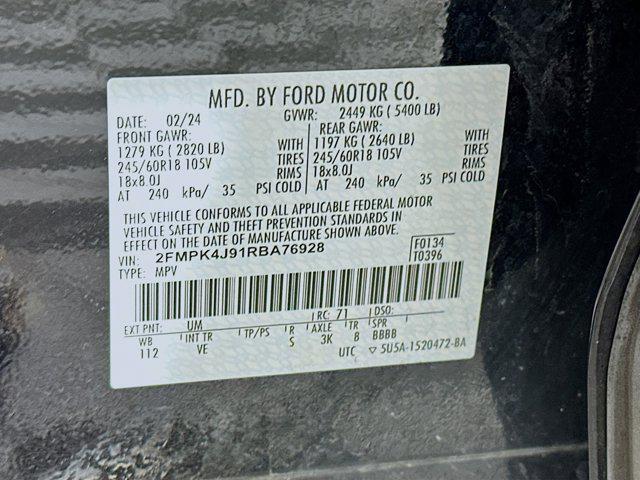 MFD. BY FORD MOTOR CO.
DATE: 02/24 GVWR: 2449 KG (5400 LB)
FRONT GAWR: REAR GAWR:
1279 KG (2820 LB) WITH 1197 KG (2640 LB) WITH
245/60R18 105V TIRES 245/60R18 105V TIRES
18x8.0J RIMS 18x8.0J RIMS
AT 240 kPa/ 35 PSI COLD AT 240 kPa/ 35 PSI COLD
THIS VEHICLE CONFORMS TO ALL APPLICABLE FEDERAL MOTOR
VEHICLE SAFETY AND THEFT PREVENTION STANDARDS IN
EFFECT ON THE DATE OF MANUFACTURE SHOWN ABOVE.
VIN: 2FMPK4J91RBA76928 F0134
TYPE: MPV T0396
EXT PNT: UM RC: 71 DSO:
WB INT TR TP/PS R AXLE TR SPR
112 VE S 3K 8 BBBB
UTC ▽ 5U5A-1520472-BA